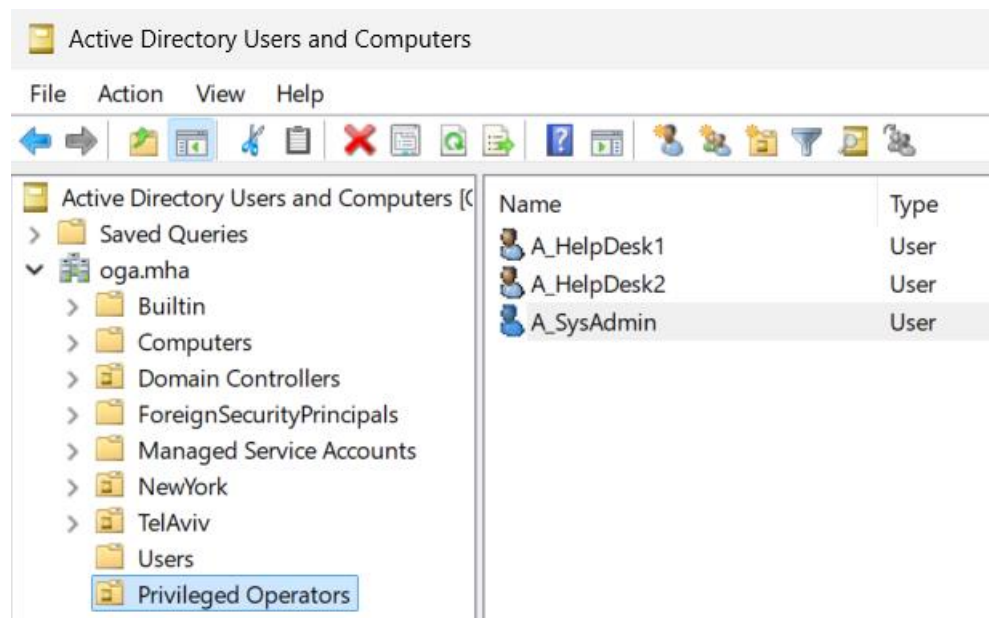 Active Directory Users and Computers
File Action View Help
Active Directory Users and Computers [
Saved Queries
oga.mha
Builtin
Computers
Domain Controllers
ForeignSecurityPrincipals
Managed Service Accounts
NewYork
TelAviv
Users
Privileged Operators
Name Type
A_HelpDesk1 User
A_HelpDesk2 User
A_SysAdmin User